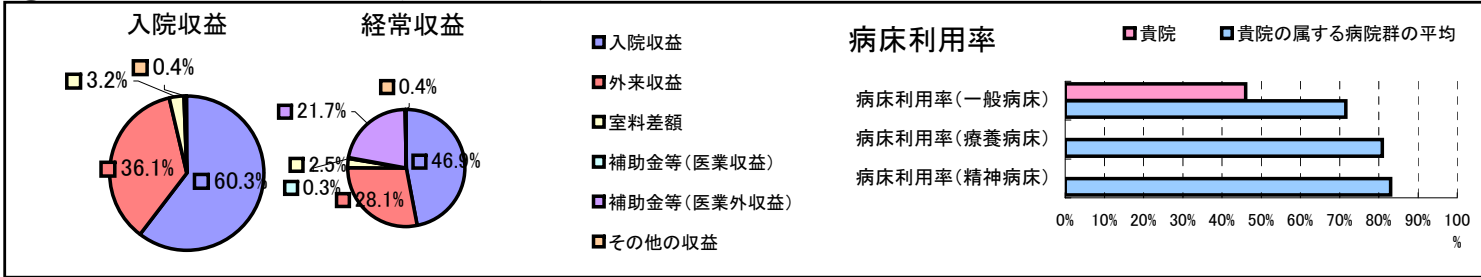 入院収益
3.2%
0.4%
36.1%
60.3%
経常収益
0.4%
21.7%
2.5%
0.3%
28.1%
46.9%
入院収益
外来収益
室料差額
補助金等(医業収益)
補助金等(医業外収益)
その他の収益
病床利用率
貴院
貴院の属する病院群の平均
病床利用率(一般病床)
病床利用率(療養病床)
病床利用率(精神病床)
0% 10% 20% 30% 40% 50% 60% 70% 80% 90% 100
%